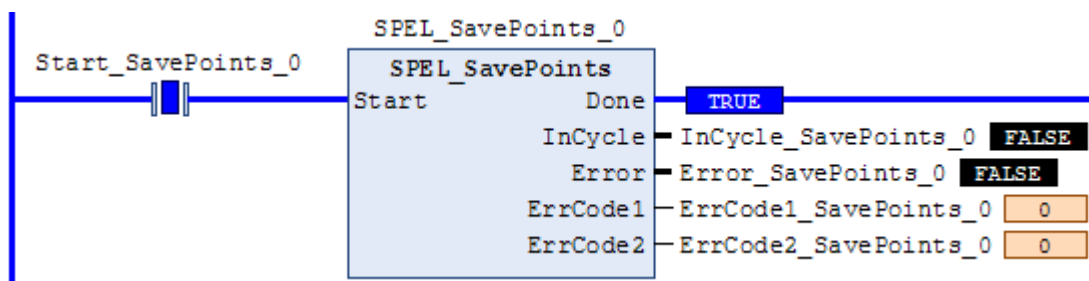 SPEL_SavePoints_0
Start_SavePoints_0
SPEL_SavePoints
Start Done TRUE
InCycle InCycle_SavePoints_0 FALSE
Error Error_SavePoints_0 FALSE
ErrCode1 ErrCode1_SavePoints_0 0
ErrCode2 ErrCode2_SavePoints_0 0